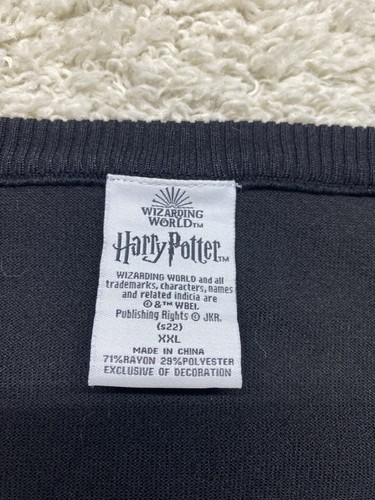 WIZARDING
WORLD™
Harry Potter™
WIZARDING WORLD and all
trademarks, characters, names
and related indicia are
© & ™ WBEI.
Publishing Rights © JKR.
(s22)
XXL
MADE IN CHINA
71%RAYON 29%POLYESTER
EXCLUSIVE OF DECORATION